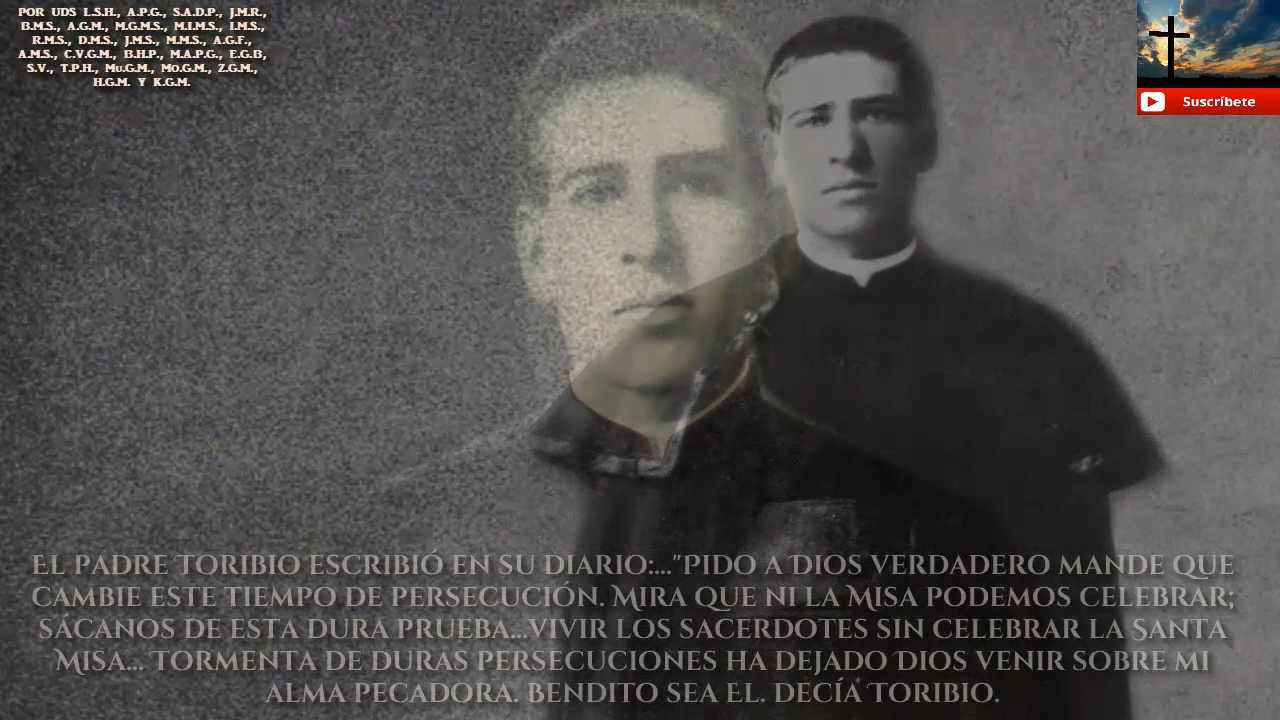 POR UDS L.S.H., A.P.G., S.A.D.P., J.M.R.,
B.M.S., A.G.M., M.G.M.S., M.I.M.S., I.M.S.,
R.M.S., D.M.S., J.M.S., M.M.S., A.G.F.,
A.M.S., C.V.G.M., B.H.P., M.A.P.G., E.G.B,
S.V., T.P.H., Mu.G.M., Mo.G.M., Z.G.M.,
H.G.M. Y K.G.M.
Suscríbete
El Padre Toribio escribió en su diario:..."Pido a Dios verdadero mande que
cambie este tiempo de persecución. Mira que ni la Misa podemos celebrar;
sácanos de esta dura prueba...vivir los sacerdotes sin celebrar la Santa
Misa... Tormenta de duras persecuciones ha dejado Dios venir sobre mi
alma pecadora. Bendito sea El. Decía Toribio.